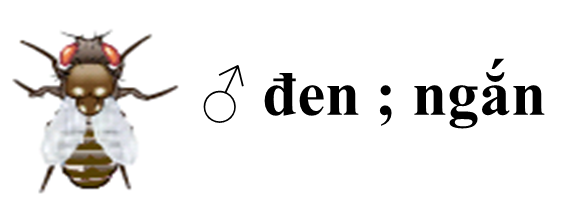 ♂ đen ; ngắn